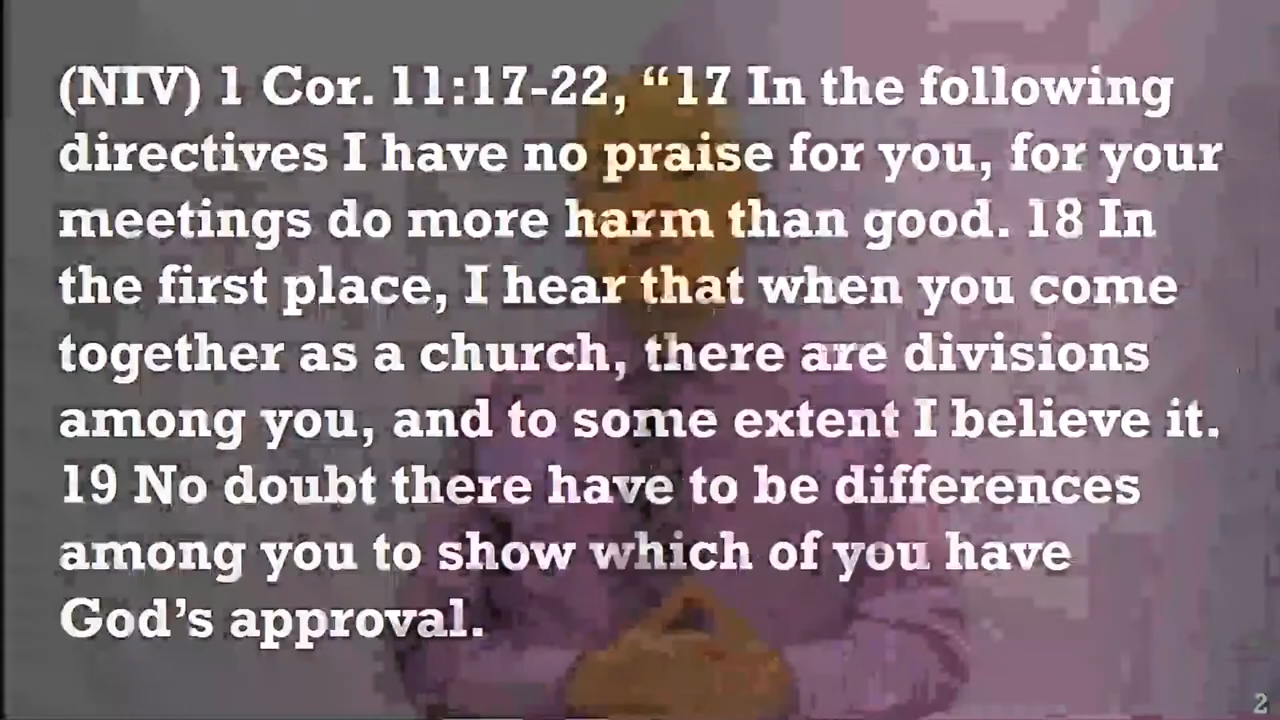 (NIV) 1 Cor. 11:17-22, “17 In the following
directives I have no praise for you, for your
meetings do more harm than good. 18 In
the first place, I hear that when you come
together as a church, there are divisions
among you, and to some extent I believe it.
19 No doubt there have to be differences
among you to show which of you have
God’s approval.
2